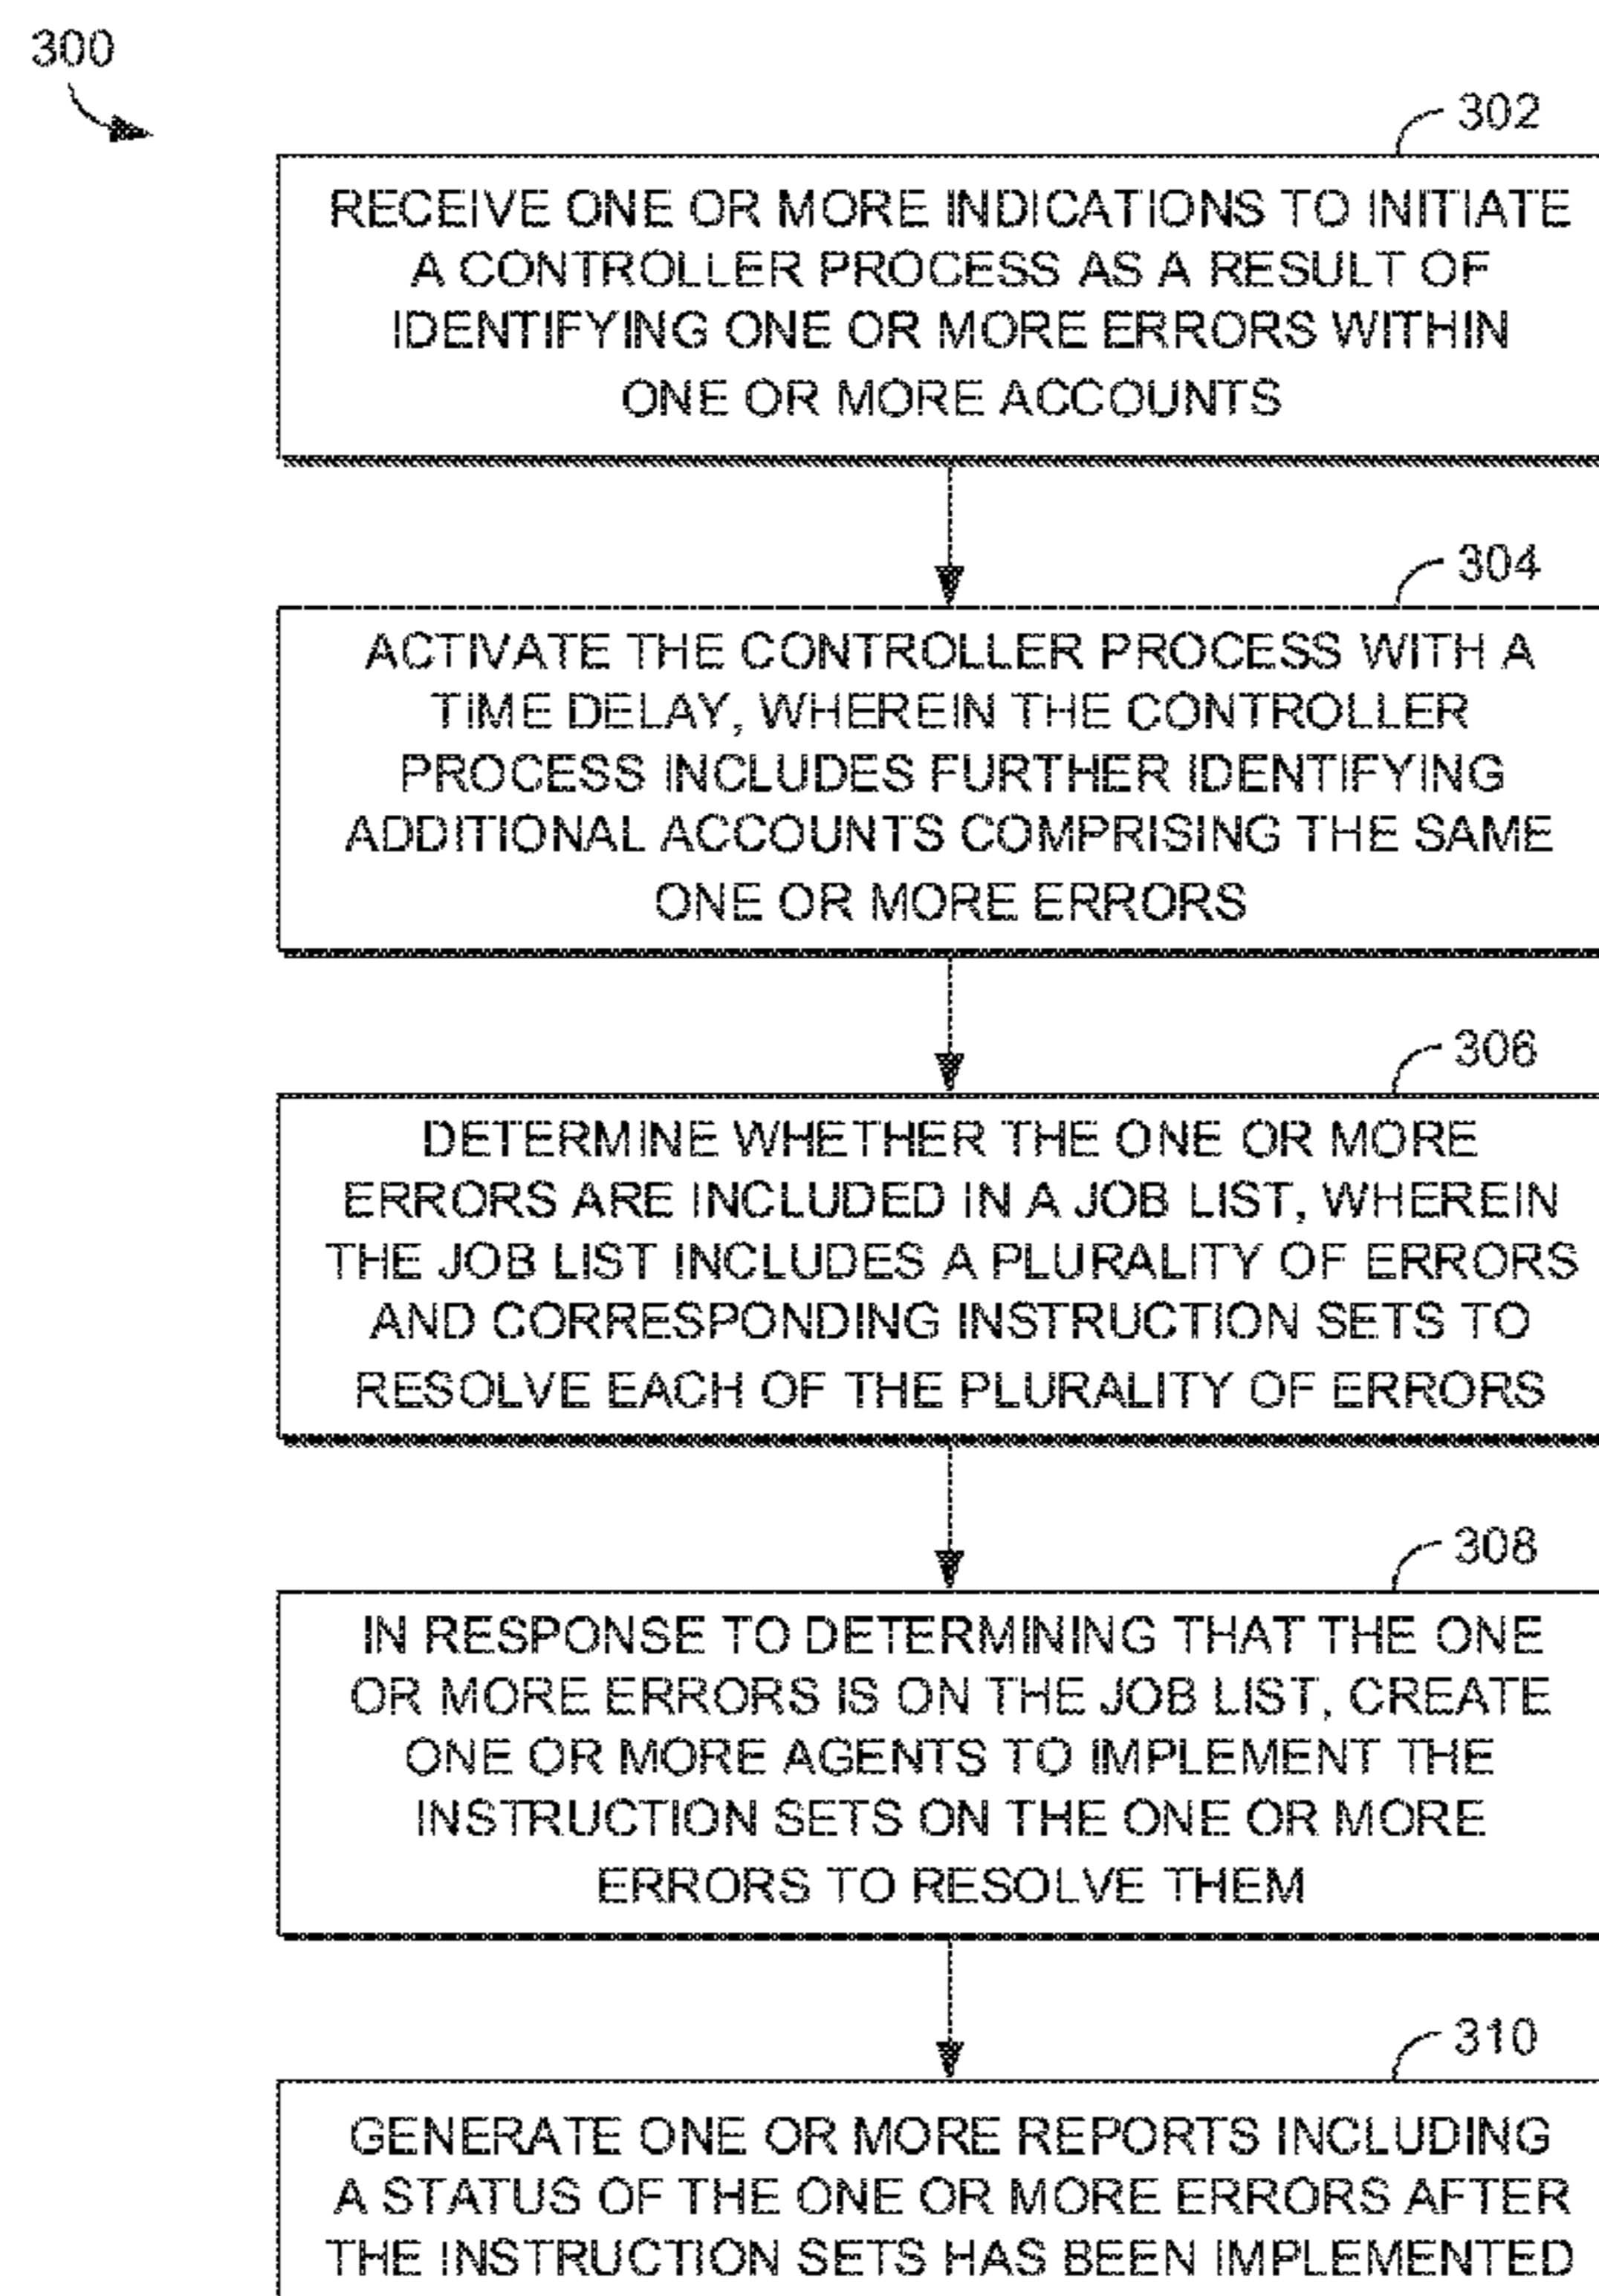 300
302
RECEIVE ONE OR MORE INDICATIONS TO INITIATE
A CONTROLLER PROCESS AS A RESULT OF
IDENTIFYING ONE OR MORE ERRORS WITHIN
ONE OR MORE ACCOUNTS
304
ACTIVATE THE CONTROLLER PROCESS WITH A
TIME DELAY, WHEREIN THE CONTROLLER
PROCESS INCLUDES FURTHER IDENTIFYING
ADDITIONAL ACCOUNTS COMPRISING THE SAME
ONE OR MORE ERRORS
306
DETERMINE WHETHER THE ONE OR MORE
ERRORS ARE INCLUDED IN A JOB LIST, WHEREIN
THE JOB LIST INCLUDES A PLURALITY OF ERRORS
AND CORRESPONDING INSTRUCTION SETS TO
RESOLVE EACH OF THE PLURALITY OF ERRORS
308
IN RESPONSE TO DETERMINING THAT THE ONE
OR MORE ERRORS IS ON THE JOB LIST, CREATE
ONE OR MORE AGENTS TO IMPLEMENT THE
INSTRUCTION SETS ON THE ONE OR MORE
ERRORS TO RESOLVE THEM
310
GENERATE ONE OR MORE REPORTS INCLUDING
A STATUS OF THE ONE OR MORE ERRORS AFTER
THE INSTRUCTION SETS HAS BEEN IMPLEMENTED